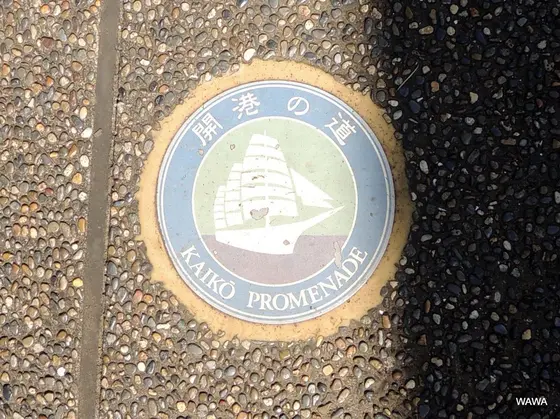 開港の道
KAIKŌ PROMENADE
WAWA